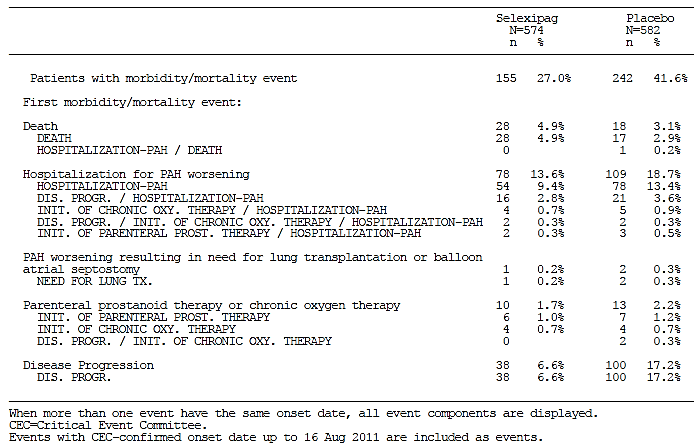 Selexipag Placebo
N=574 N=582
n % n %
Patients with morbidity/mortality event 155 27.0% 242 41.6%
First morbidity/mortality event:
Death 28 4.9% 18 3.1%
DEATH 28 4.9% 17 2.9%
HOSPITALIZATION-PAH / DEATH 0 1 0.2%
Hospitalization for PAH worsening 78 13.6% 109 18.7%
HOSPITALIZATION-PAH 54 9.4% 78 13.4%
DIS. PROGR. / HOSPITALIZATION-PAH 16 2.8% 21 3.6%
INIT. OF CHRONIC OXY. THERAPY / HOSPITALIZATION-PAH 4 0.7% 5 0.9%
DIS. PROGR. / INIT. OF CHRONIC OXY. THERAPY / HOSPITALIZATION-PAH 2 0.3% 2 0.3%
INIT. OF PARENTERAL PROST. THERAPY / HOSPITALIZATION-PAH 2 0.3% 3 0.5%
PAH worsening resulting in need for lung transplantation or balloon
atrial septostomy 1 0.2% 2 0.3%
NEED FOR LUNG TX. 1 0.2% 2 0.3%
Parenteral prostanoid therapy or chronic oxygen therapy 10 1.7% 13 2.2%
INIT. OF PARENTERAL PROST. THERAPY 6 1.0% 7 1.2%
INIT. OF CHRONIC OXY. THERAPY 4 0.7% 4 0.7%
DIS. PROGR. / INIT. OF CHRONIC OXY. THERAPY 0 2 0.3%
Disease Progression 38 6.6% 100 17.2%
DIS. PROGR. 38 6.6% 100 17.2%
When more than one event have the same onset date, all event components are displayed.
CEC=Critical Event Committee.
Events with CEC-confirmed onset date up to 16 Aug 2011 are included as events.